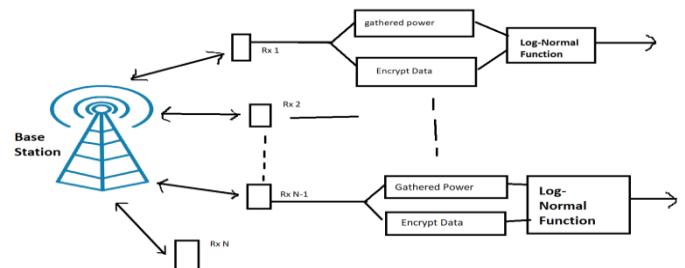 gathered power
Rx 1
Log-Normal
Function
Encrypt Data
Rx 2
Base
Station
Rx N-1
Gathered Power
Log-
Normal
Function
Encrypt Data
Rx N